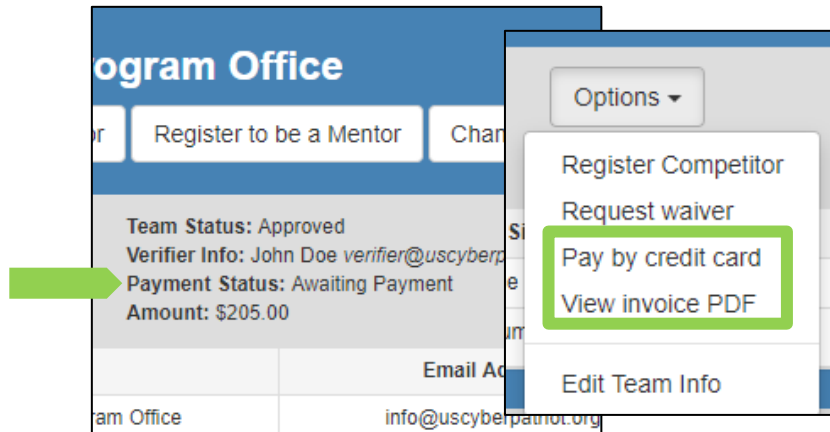 ogram Office
Register to be a Mentor
Team Status: Approved
Verifier Info: John Doe verifier@uscyberp
Payment Status: Awaiting Payment
Amount: $205.00
Email Ad
ram Office
info@uscyberpatriot.org
Options
Register Competitor
Request waiver
Pay by credit card
View invoice PDF
Edit Team Info